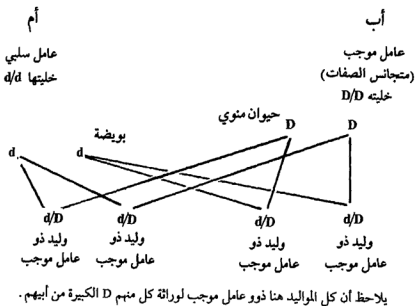 أب
أم
عامل موجب
عامل سلبي
(متجانس الصفات)
خليتها d/d
خليته D/D
حيوان منوي
بويضة
D
D
d
d
d/D
d/D
d/D
d/D
وليد ذو
وليد ذو
وليد ذو
وليد ذو
عامل موجب
عامل موجب
عامل موجب
عامل موجب
يلاحظ أن كل المواليد هنا ذوو عامل موجب لوراثة كل منهم D الكبيرة من أبيهم .